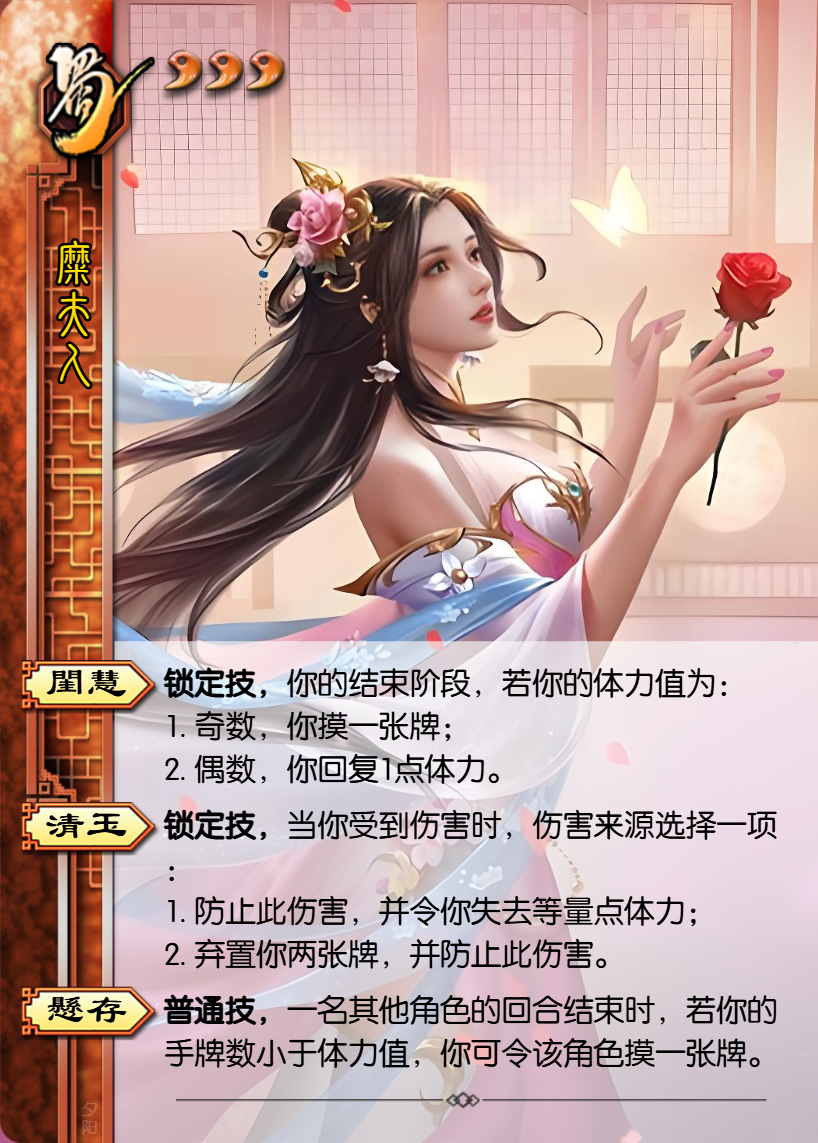 蜀
糜夫人
閨慧
锁定技，你的结束阶段，若你的体力值为：
1. 奇数，你摸一张牌；
2. 偶数，你回复1点体力。
清玉
锁定技，当你受到伤害时，伤害来源选择一项
：
1. 防止此伤害，并令你失去等量点体力；
2. 弃置你两张牌，并防止此伤害。
懸存
普通技，一名其他角色的回合结束时，若你的
手牌数小于体力值，你可令该角色摸一张牌。
夕阳